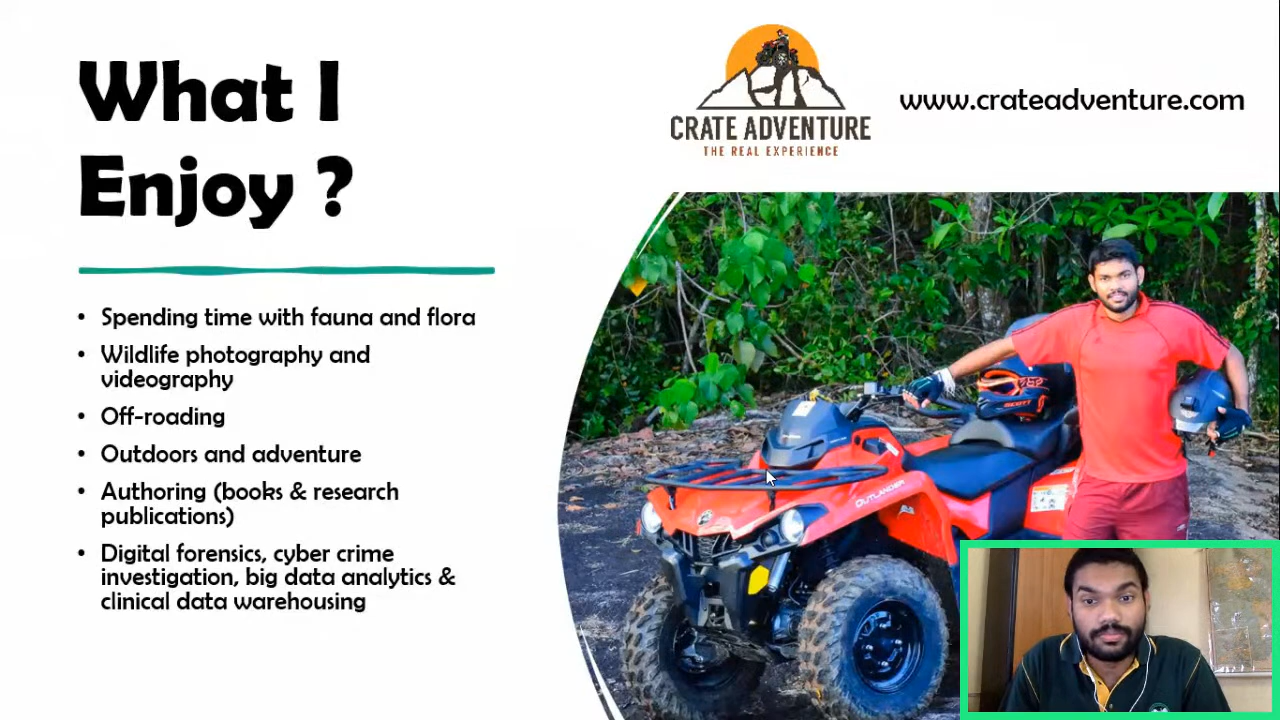 What I
Enjoy ?
CRATE ADVENTURE
THE REAL EXPERIENCE
www.crateadventure.com
• Spending time with fauna and flora
• Wildlife photography and
videography
• Off-roading
• Outdoors and adventure
• Authoring (books & research
publications)
• Digital forensics, cyber crime
investigation, big data analytics &
clinical data warehousing
SCOTT
OUTLANDER